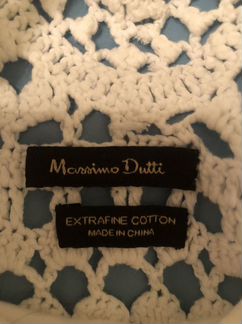 Massimo Dutti
EXTRAFINE COTTON
MADE IN CHINA